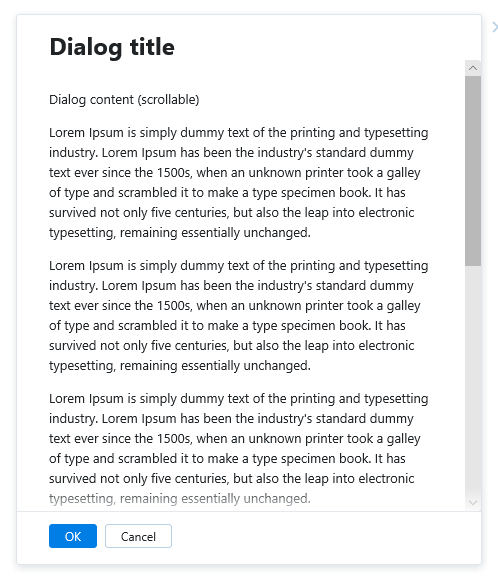 Dialog title
Dialog content (scrollable)
Lorem Ipsum is simply dummy text of the printing and typesetting
industry. Lorem Ipsum has been the industry's standard dummy
text ever since the 1500s, when an unknown printer took a galley
of type and scrambled it to make a type specimen book. It has
survived not only five centuries, but also the leap into electronic
typesetting, remaining essentially unchanged.
Lorem Ipsum is simply dummy text of the printing and typesetting
industry. Lorem Ipsum has been the industry's standard dummy
text ever since the 1500s, when an unknown printer took a galley
of type and scrambled it to make a type specimen book. It has
survived not only five centuries, but also the leap into electronic
typesetting, remaining essentially unchanged.
Lorem Ipsum is simply dummy text of the printing and typesetting
industry. Lorem Ipsum has been the industry's standard dummy
text ever since the 1500s, when an unknown printer took a galley
of type and scrambled it to make a type specimen book. It has
survived not only five centuries, but also the leap into electronic
typesetting, remaining essentially unchanged.
OK Cancel